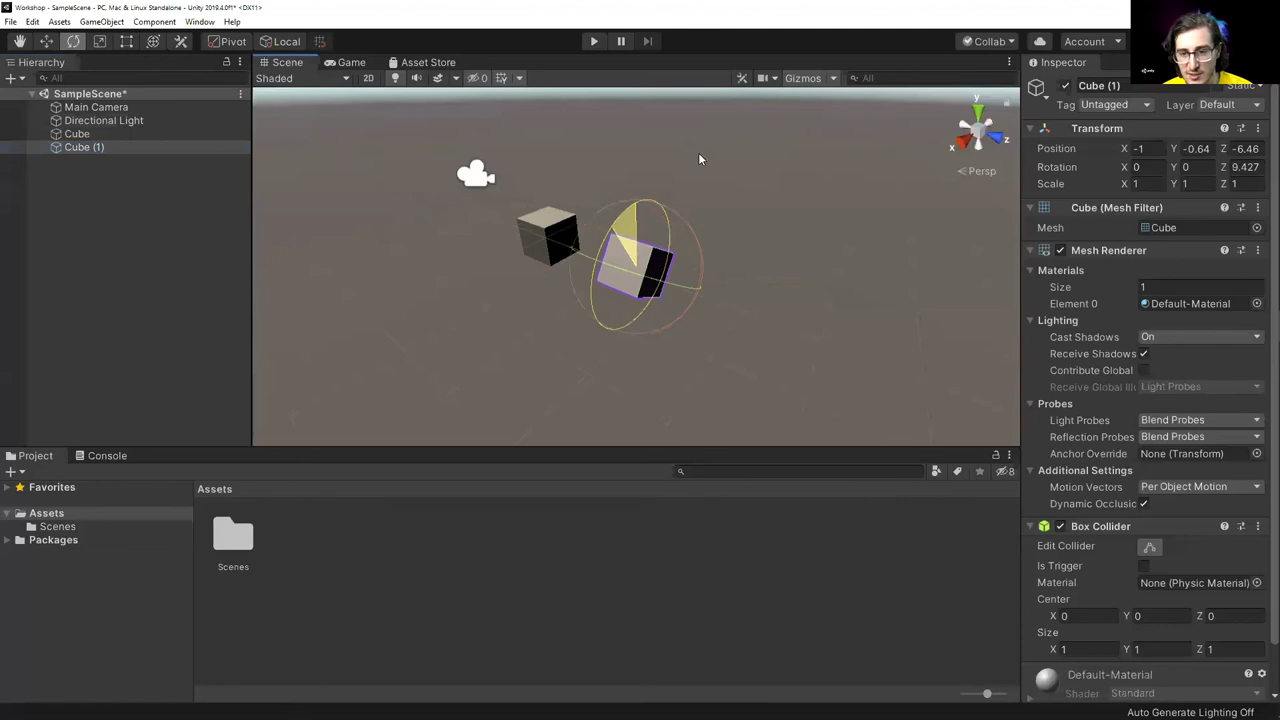 Workshop - SampleScene - PC, Mac & Linux Standalone - Unity 2019.4.0f1* <DX11>
File Edit Assets GameObject Component Window Help
Pivot Local Collab Account
Hierarchy
All
SampleScene*
Main Camera
Directional Light
Cube
Cube (1)
Scene Game Asset Store
Shaded 2D 0 Gizmos All
y
x z
Persp
Inspector
Cube (1) Static
Tag Untagged Layer Default
Transform
Position X -1 Y -0.64 Z -6.46
Rotation X 0 Y 0 Z 9.427
Scale X 1 Y 1 Z 1
Cube (Mesh Filter)
Mesh Cube
Mesh Renderer
Materials
Size 1
Element 0 Default-Material
Lighting
Cast Shadows On
Receive Shadows
Contribute Global
Receive Global Illu Light Probes
Probes
Light Probes Blend Probes
Reflection Probes Blend Probes
Anchor Override None (Transform)
Additional Settings
Motion Vectors Per Object Motion
Dynamic Occlusic
Box Collider
Edit Collider
Is Trigger
Material None (Physic Material)
Center
X 0 Y 0 Z 0
Size
X 1 Y 1 Z 1
Default-Material
Shader Standard
Project Console
8
Favorites
Assets
Scenes
Packages
Assets
Scenes
Auto Generate Lighting Off